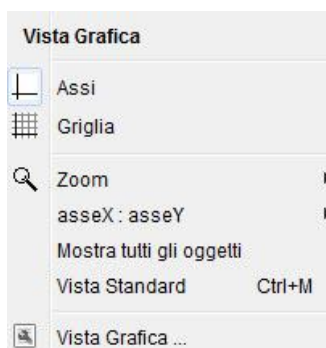 Vista Grafica
Assi
Griglia
Zoom
asseX : asseY
Mostra tutti gli oggetti
Vista Standard Ctrl+M
Vista Grafica ...